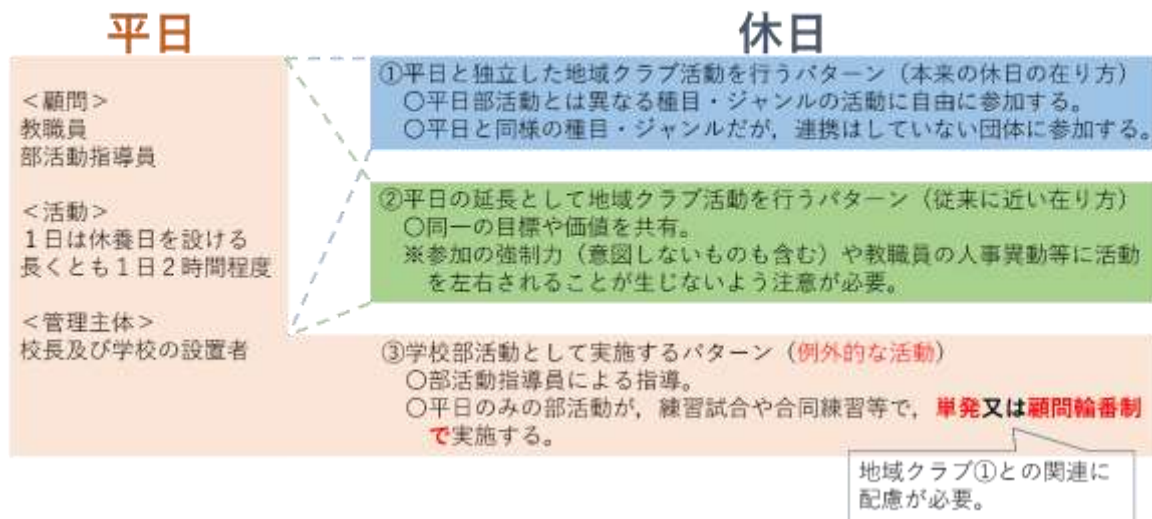 平日
休日
＜顧問＞
教職員
部活動指導員
＜活動＞
１日は休養日を設ける
長くとも１日２時間程度
＜管理主体＞
校長及び学校の設置者
①平日と独立した地域クラブ活動を行うパターン（本来の休日の在り方）
○平日部活動とは異なる種目・ジャンルの活動に自由に参加する。
○平日と同様の種目・ジャンルだが，連携はしていない団体に参加する。
②平日の延長として地域クラブ活動を行うパターン（従来に近い在り方）
○同一の目標や価値を共有。
※参加の強制力（意図しないものも含む）や教職員の人事異動等に活動
を左右されることが生じないよう注意が必要。
③学校部活動として実施するパターン（例外的な活動）
○部活動指導員による指導。
○平日のみの部活動が，練習試合や合同練習等で，単発又は顧問輪番制
で実施する。
地域クラブ①との関連に
配慮が必要。